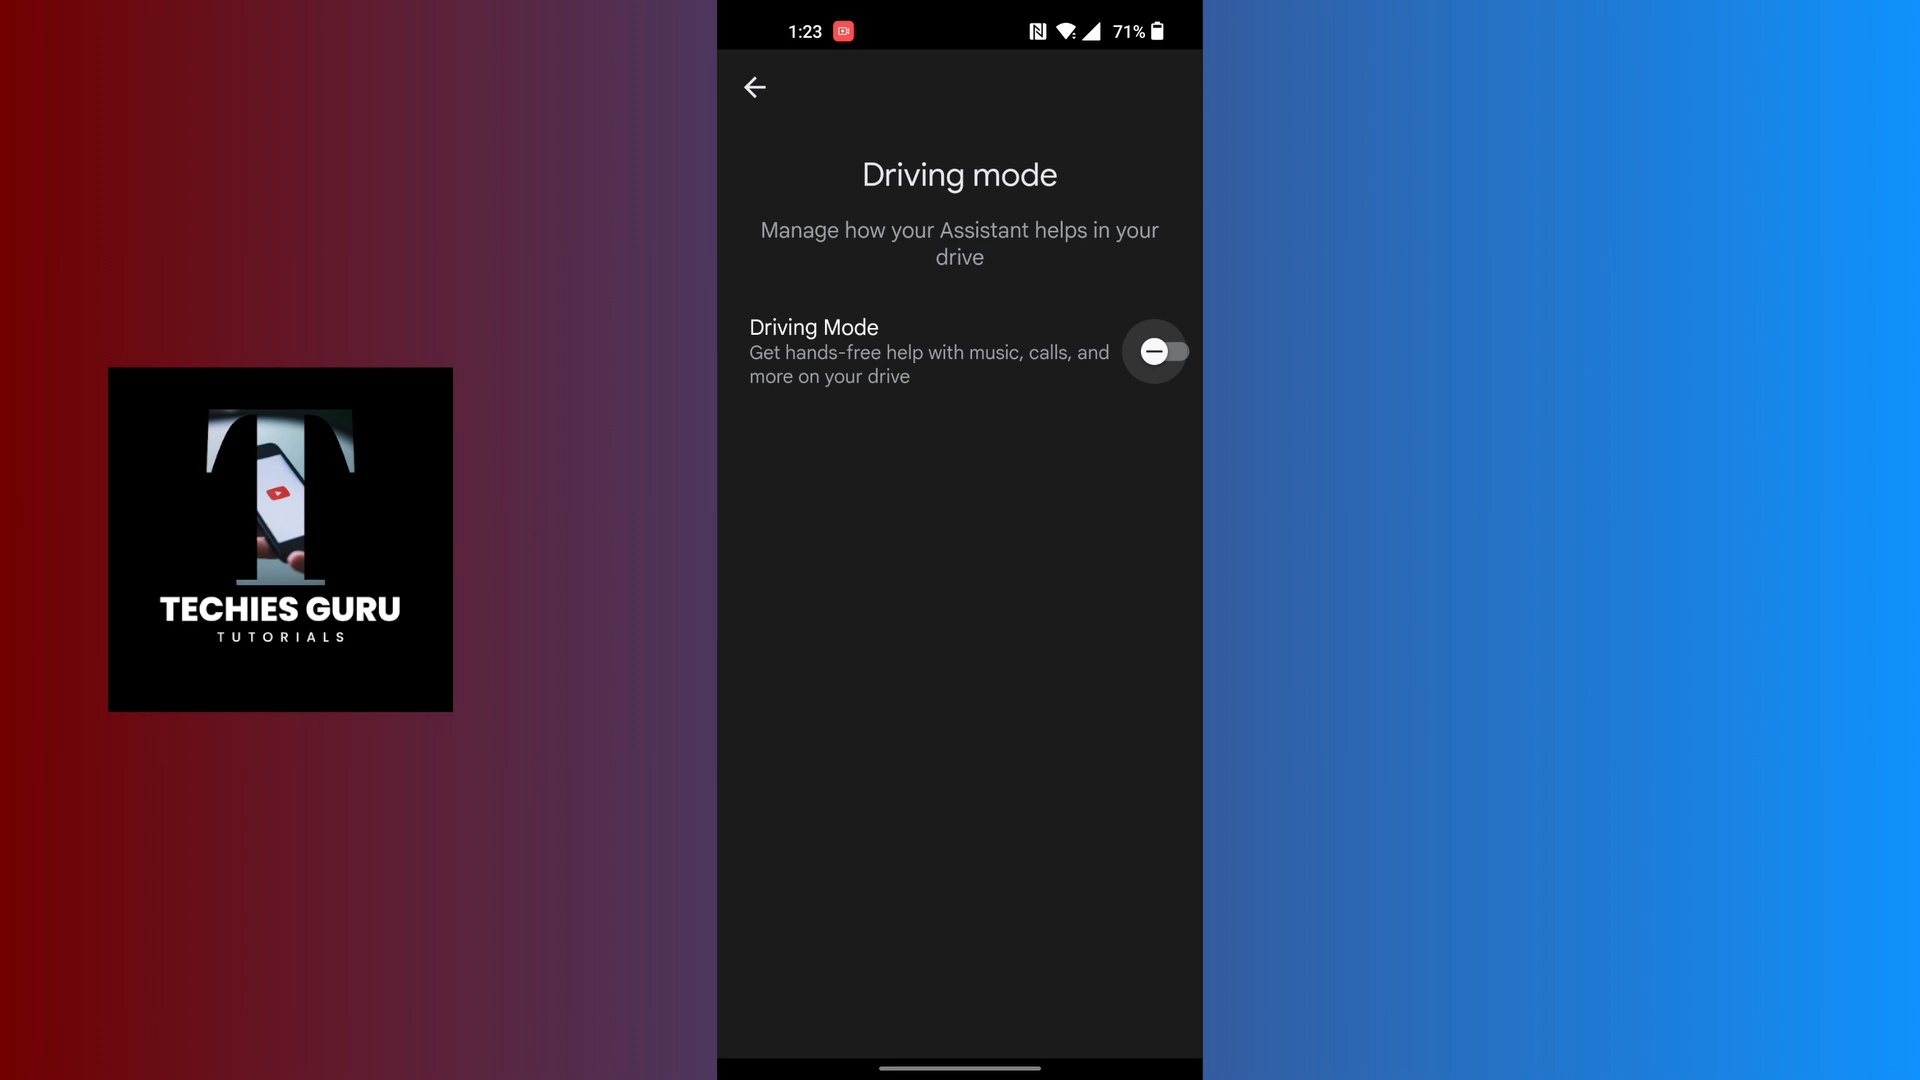 1:23
71%
Driving mode
Manage how your Assistant helps in your
drive
Driving Mode
Get hands-free help with music, calls, and
more on your drive
T
TECHIES GURU
TUTORIALS